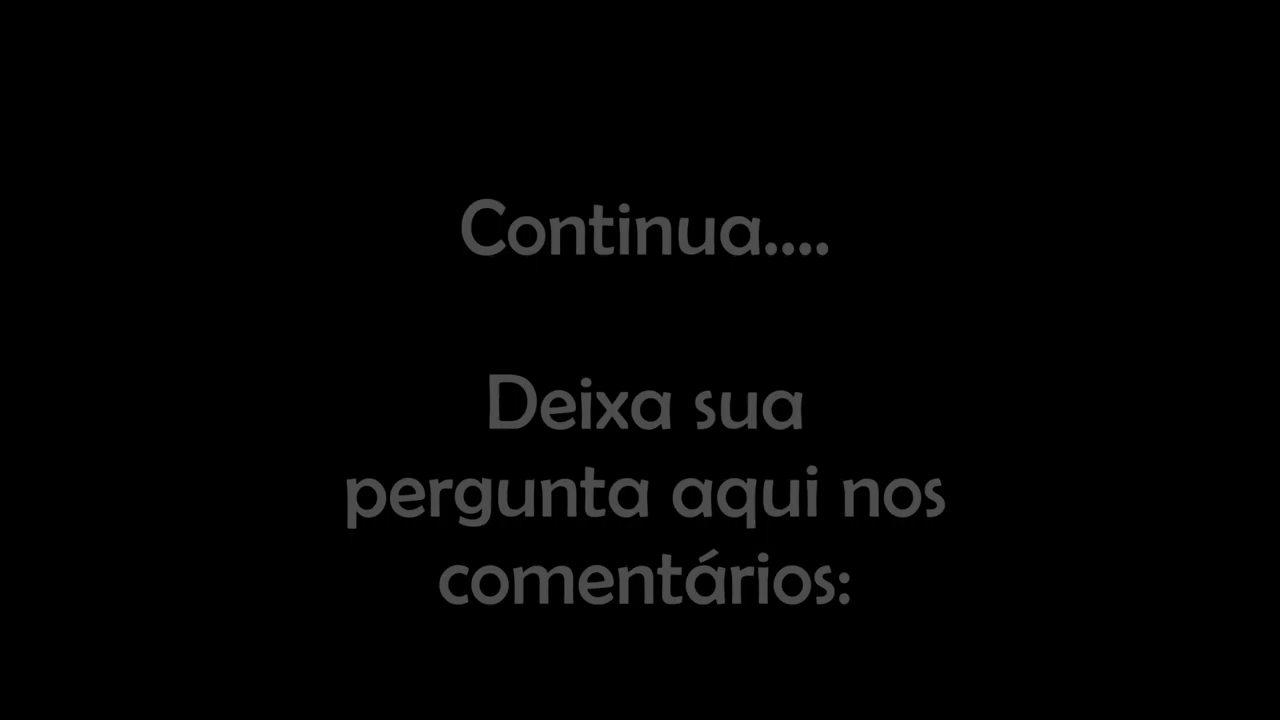 Continua....
Deixa sua
pergunta aqui nos
comentários: